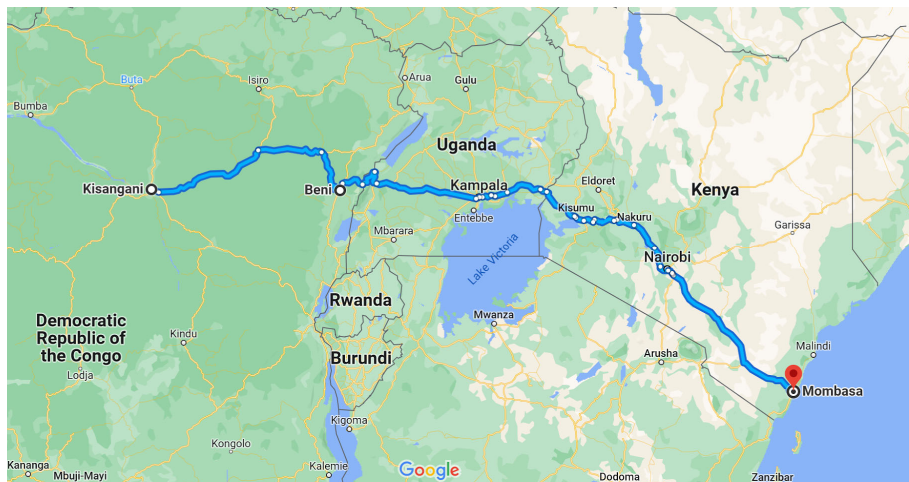 Arua
Gulu
Buta
Isiro
Bumba
Uganda
Kisangani
Beni
Kampala
Eldoret
Kenya
Entebbe
Kisumu
Nakuru
Garissa
Mbarara
Lake Victoria
Nairobi
Rwanda
Mwanza
Democratic
Republic of
the Congo
Kindu
Burundi
Arusha
Malindi
Lodja
Mombasa
Kigoma
Kongolo
Kananga
Mbuji-Mayi
Kalemie
Google
Dodoma
Zanzibar